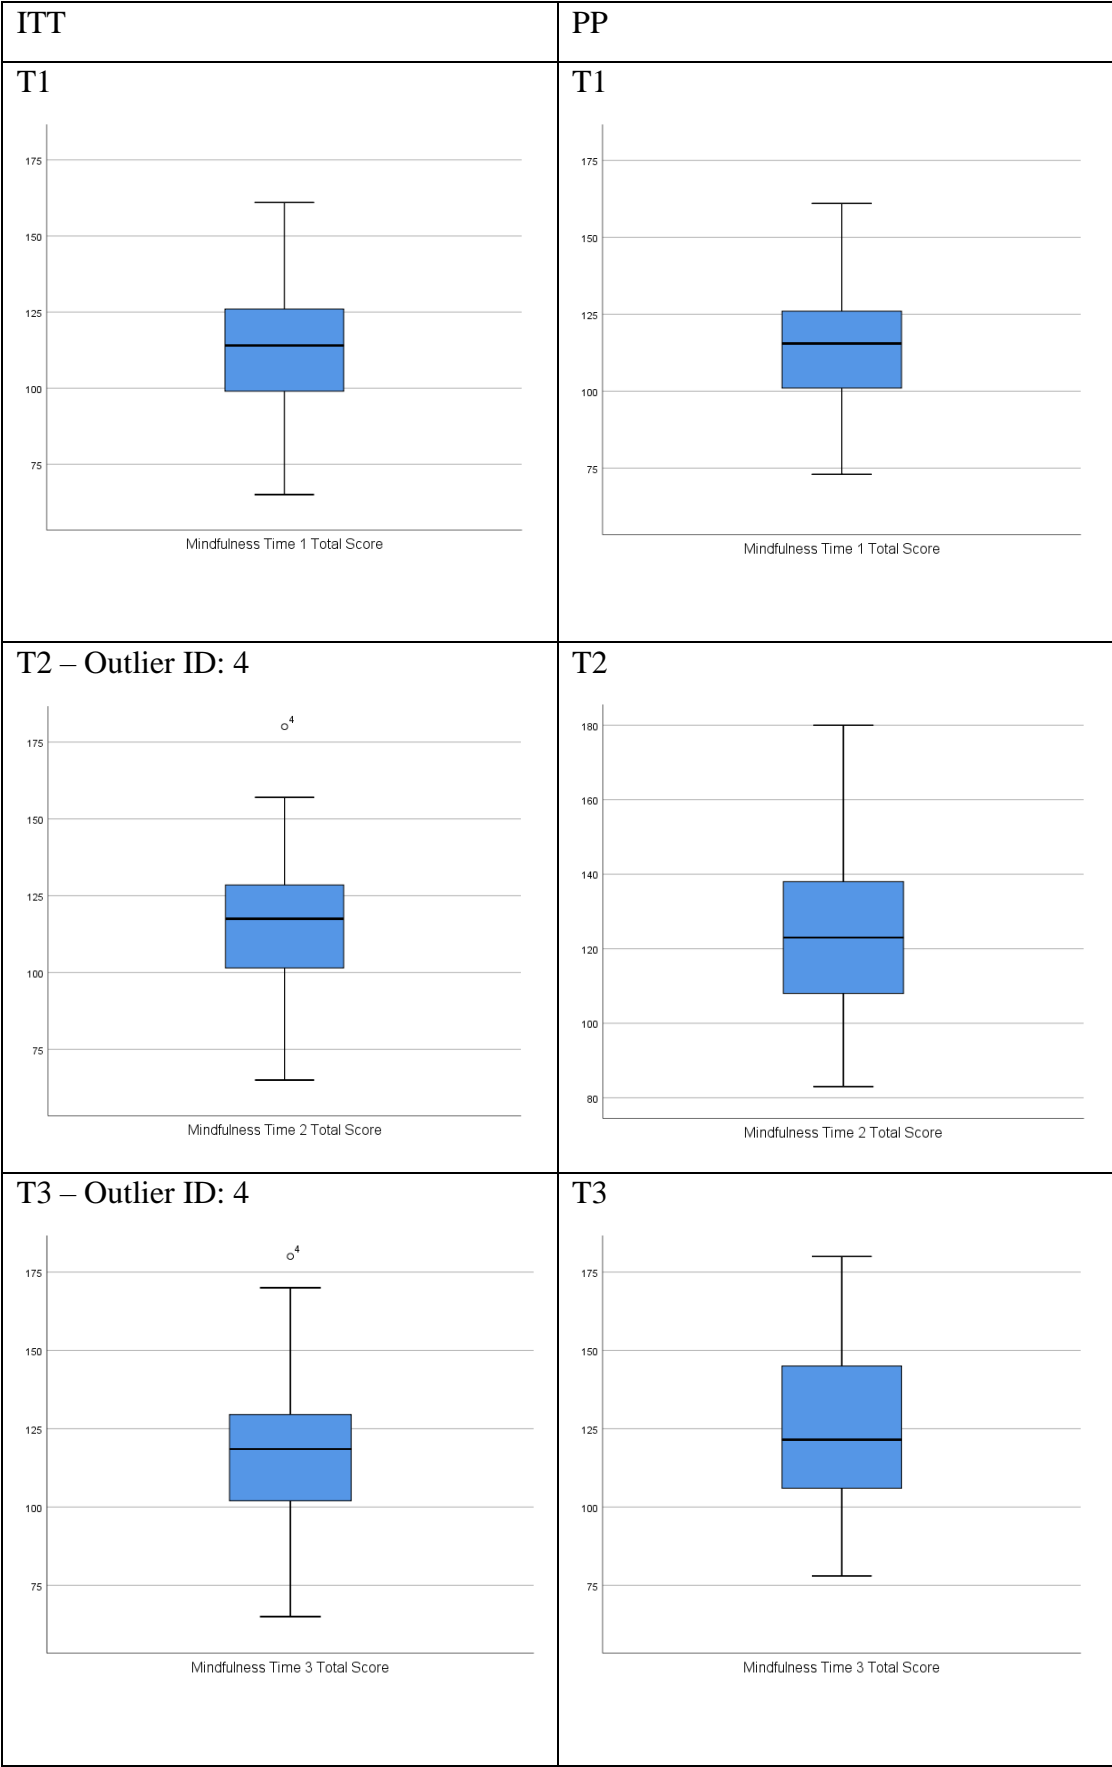 ITT
PP
T1
175
150
125
100
75
Mindfulness Time 1 Total Score
T1
175
150
125
100
75
Mindfulness Time 1 Total Score
T2 – Outlier ID: 4
4
175
150
125
100
75
Mindfulness Time 2 Total Score
T2
180
160
140
120
100
80
Mindfulness Time 2 Total Score
T3 – Outlier ID: 4
4
175
150
125
100
75
Mindfulness Time 3 Total Score
T3
175
150
125
100
75
Mindfulness Time 3 Total Score